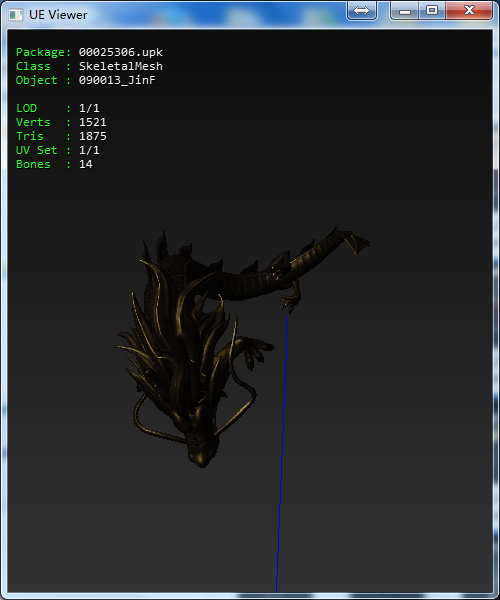 UE Viewer
Package: 00025306.upk
Class  : SkeletalMesh
Object : 090013_JinF
LOD    : 1/1
Verts  : 1521
Tris   : 1875
UV Set : 1/1
Bones  : 14